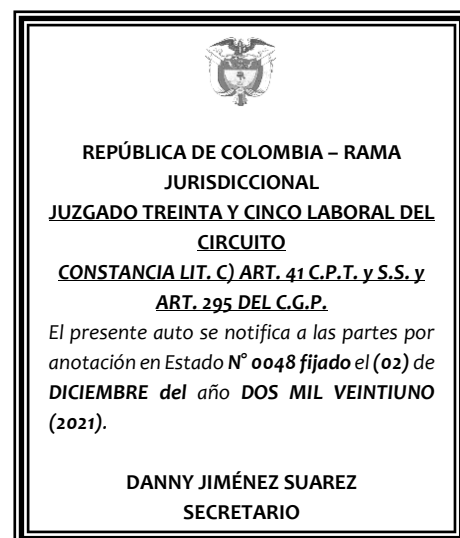 REPÚBLICA DE COLOMBIA – RAMA
JURISDICCIONAL
JUZGADO TREINTA Y CINCO LABORAL DEL
CIRCUITO
CONSTANCIA LIT. C) ART. 41 C.P.T. y S.S. y
ART. 295 DEL C.G.P.
El presente auto se notifica a las partes por
anotación en Estado N° 0048 fijado el (02) de
DICIEMBRE del año DOS MIL VEINTIUNO
(2021).
DANNY JIMÉNEZ SUAREZ
SECRETARIO